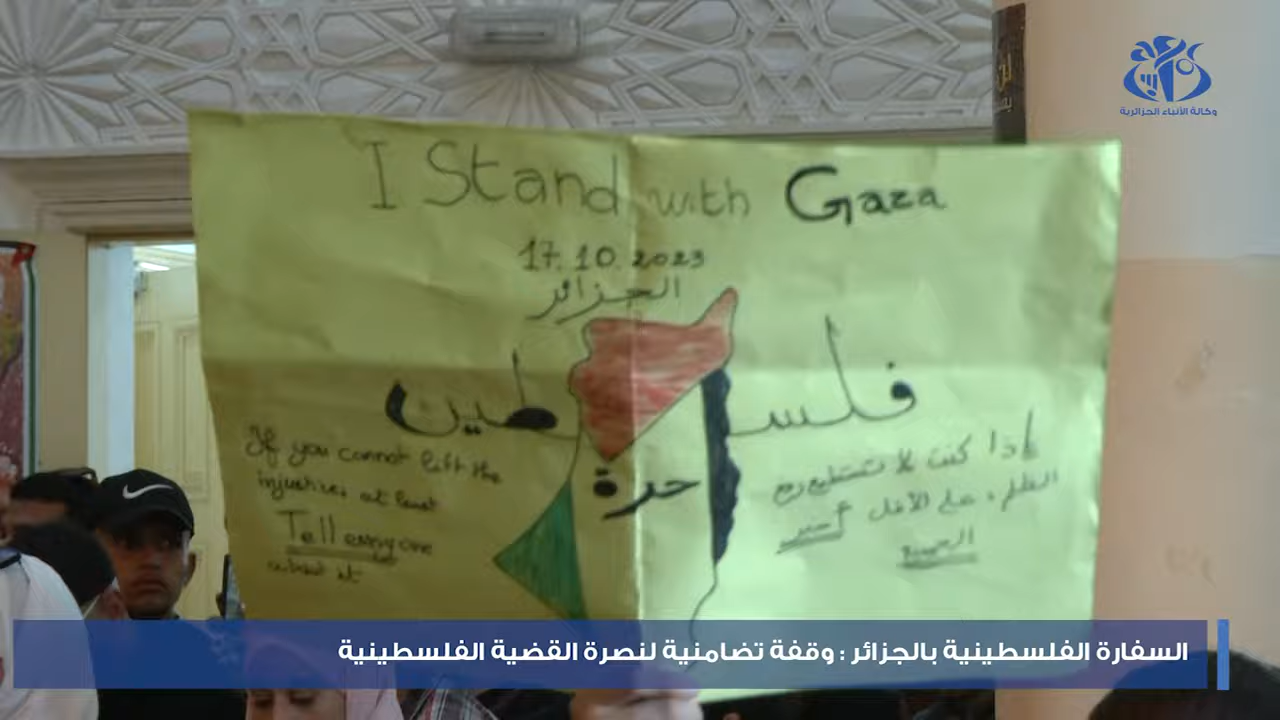 وكالة الأنباء الجزائرية
I Stand with Gaza
17.10.2023
الجزائر
فلسطين
حرة
If you cannot lift the
injustices at least
Tell everyone
about it
إذا كنت لا تستطيع رفع
الظلم، على الأقل أخبر
الجميع
السفارة الفلسطينية بالجزائر : وقفة تضامنية لنصرة القضية الفلسطينية